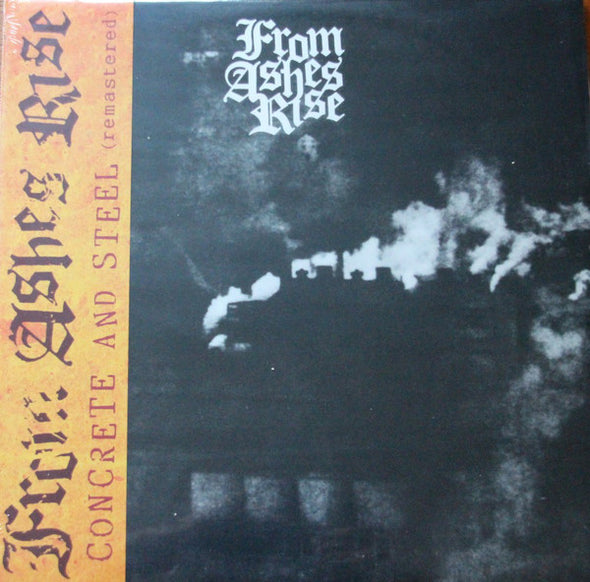 From Ashes Rise
CONCRETE AND STEEL (remastered)
From
Ashes
Rise